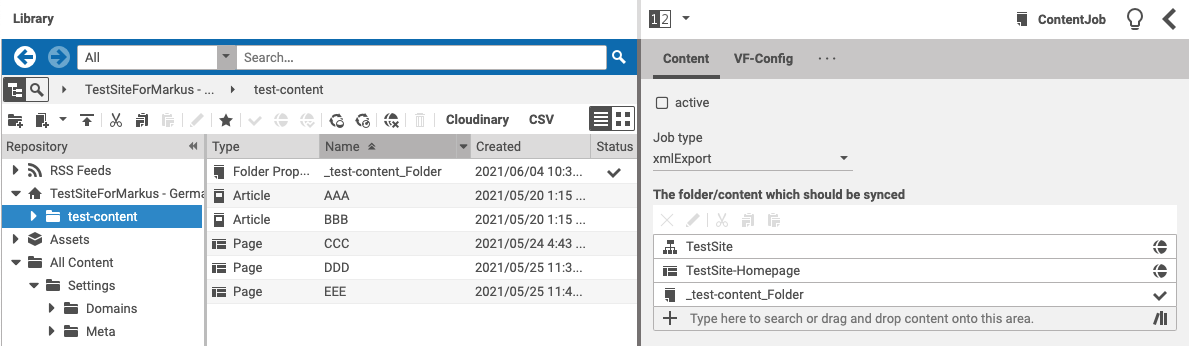 Library
All
Search...
TestSiteForMarkus - ...
test-content
Cloudinary
CSV
Repository
RSS Feeds
TestSiteForMarkus - Germa
test-content
Assets
All Content
Settings
Domains
Meta
Type Name Created Status
Folder Prop... _test-content_Folder 2021/06/04 10:3...
Article AAA 2021/05/20 1:15 ...
Article BBB 2021/05/20 1:15 ...
Page CCC 2021/05/24 4:43 ...
Page DDD 2021/05/25 11:3...
Page EEE 2021/05/25 11:4...
12
ContentJob
Content VF-Config ...
active
Job type
xmlExport
The folder/content which should be synced
TestSite
TestSite-Homepage
_test-content_Folder
Type here to search or drag and drop content onto this area.